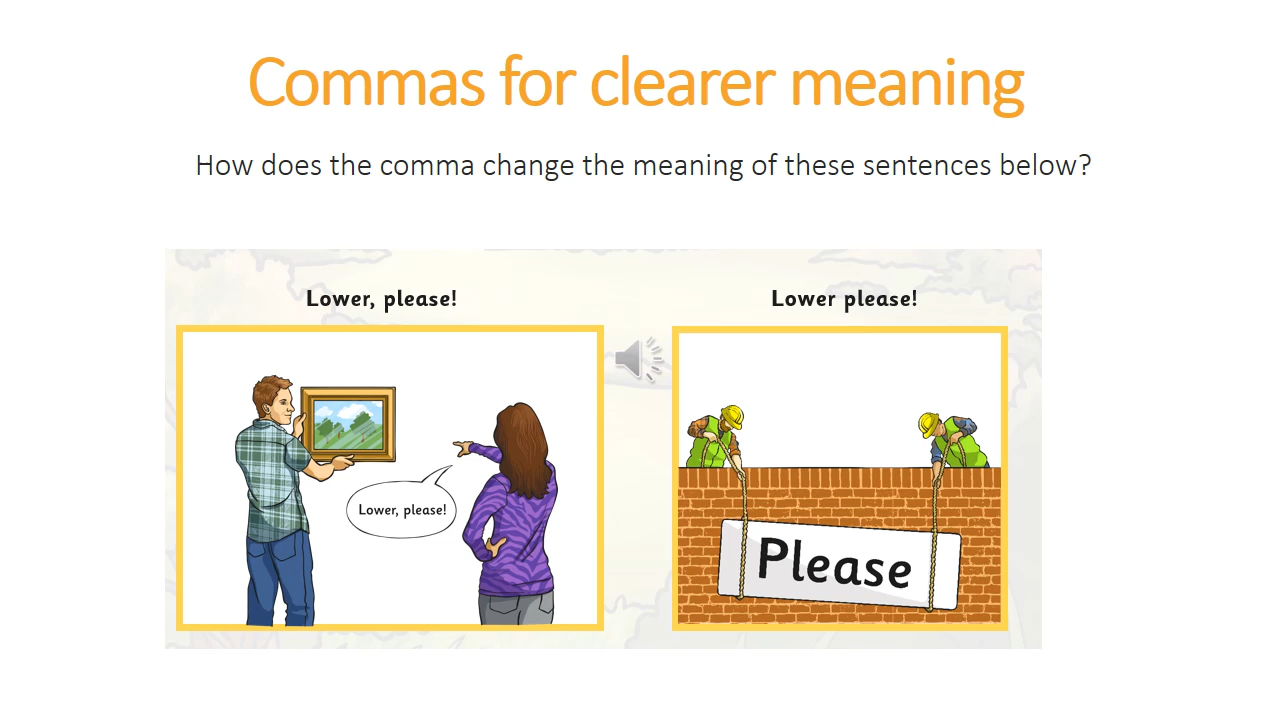 Commas for clearer meaning
How does the comma change the meaning of these sentences below?
Lower, please!
Lower please!
Lower, please!
Please